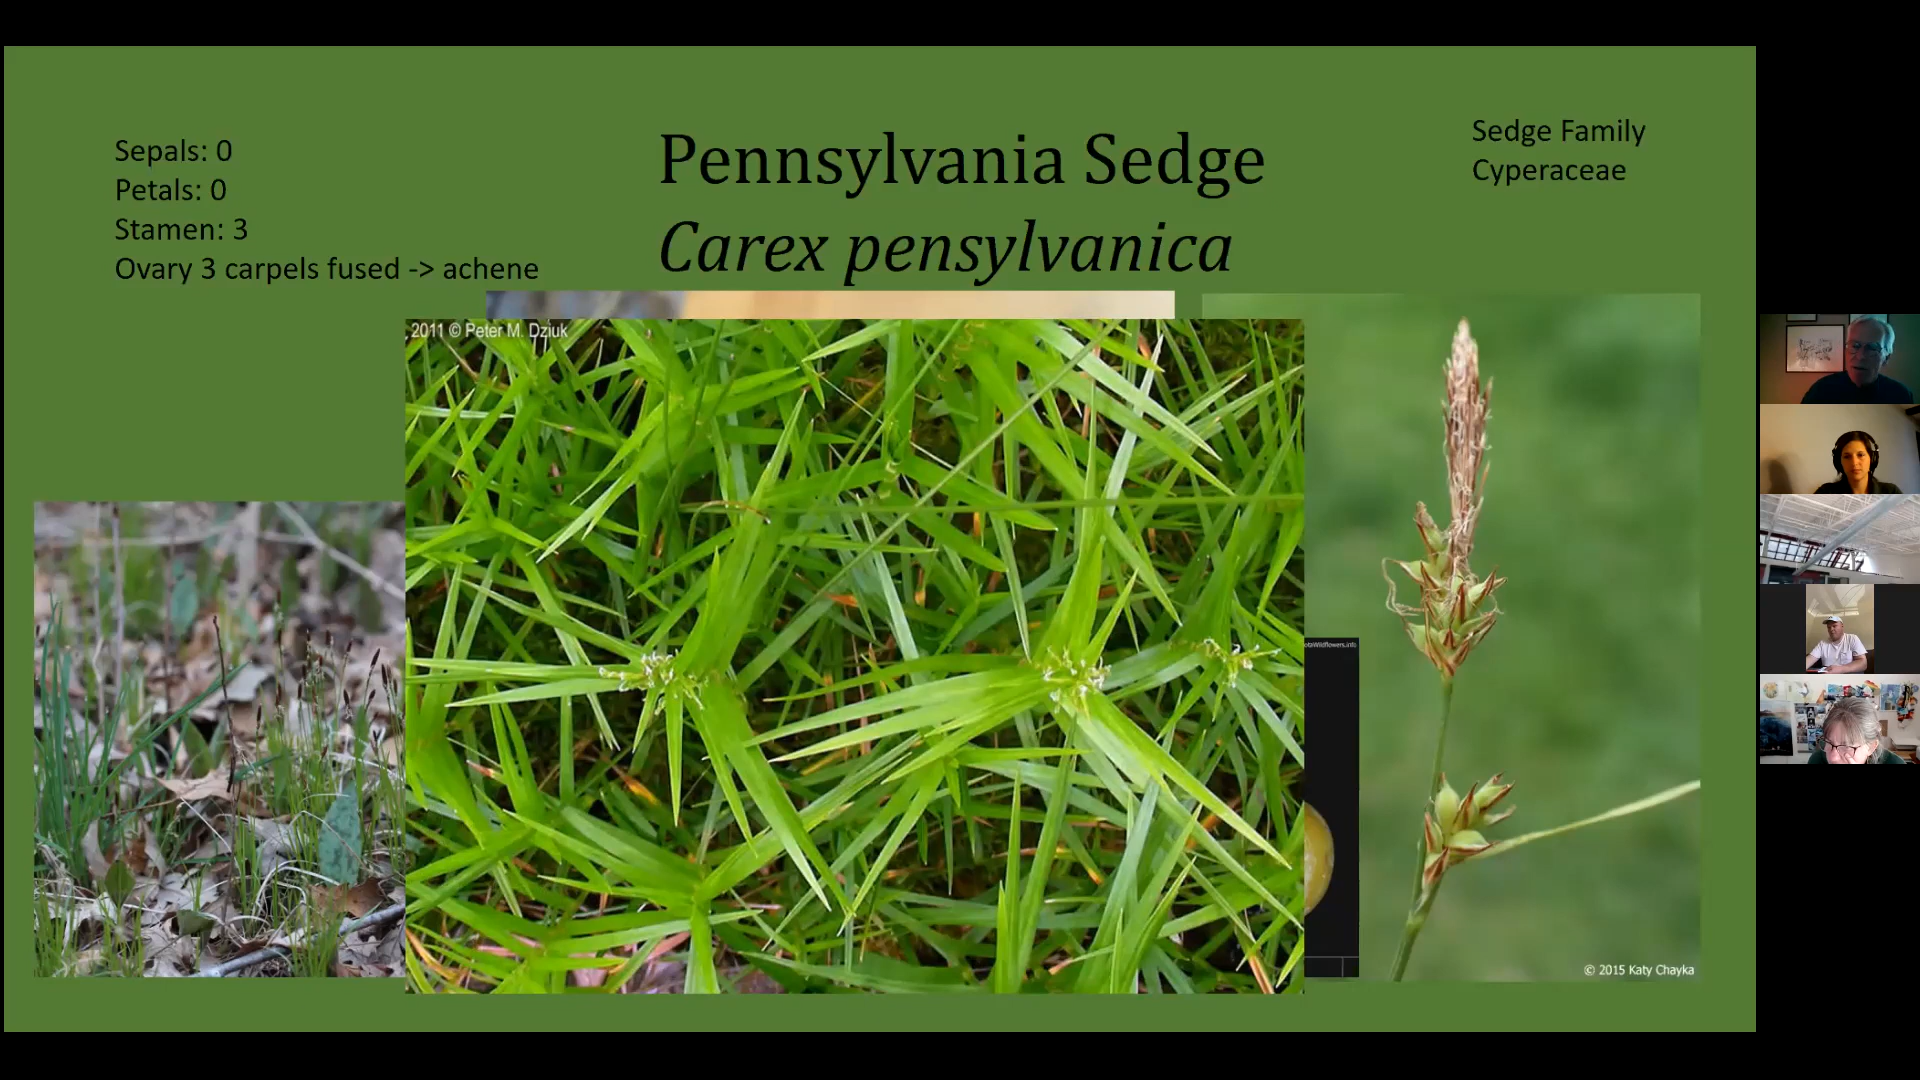 Sepals: 0
Petals: 0
Stamen: 3
Ovary 3 carpels fused -> achene
Pennsylvania Sedge
Carex pensylvanica
Sedge Family
Cyperaceae
2011 © Peter M. Dziuk
© 2015 Katy Chayka